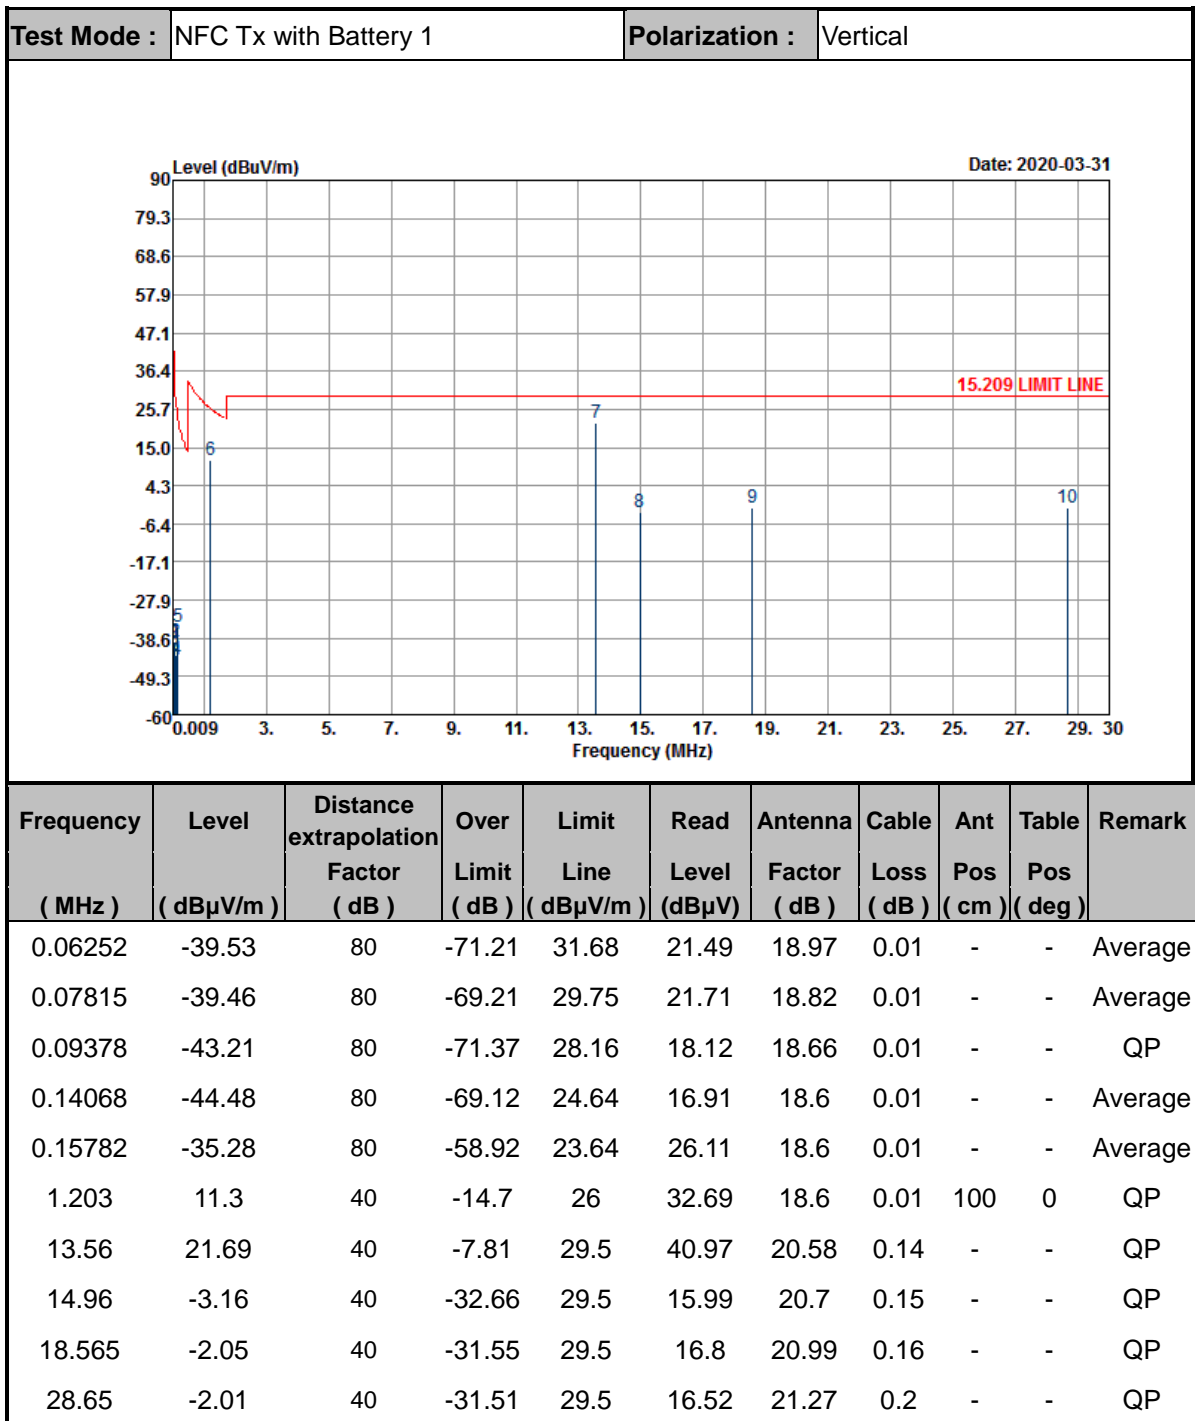 Test Mode : NFC Tx with Battery 1 Polarization : Vertical
Level (dBuV/m) Date: 2020-03-31
90
79.3
68.6
57.9
47.1
36.4
25.7
15.0
4.3
-6.4
-17.1
-27.9
-38.6
-49.3
-60
15.209 LIMIT LINE
7
6
8
9
10
5
0.009 3. 5. 7. 9. 11. 13. 15. 17. 19. 21. 23. 25. 27. 29. 30
Frequency (MHz)
Frequency Level Distance extrapolation Over Limit Read Antenna Cable Ant Table Remark
Factor Limit Line Level Factor Loss Pos Pos
( MHz ) ( dBµV/m ) ( dB ) ( dB ) ( dBµV/m ) (dBµV) ( dB ) ( dB ) ( cm ) ( deg )
0.06252 -39.53 80 -71.21 31.68 21.49 18.97 0.01 - - Average
0.07815 -39.46 80 -69.21 29.75 21.71 18.82 0.01 - - Average
0.09378 -43.21 80 -71.37 28.16 18.12 18.66 0.01 - - QP
0.14068 -44.48 80 -69.12 24.64 16.91 18.6 0.01 - - Average
0.15782 -35.28 80 -58.92 23.64 26.11 18.6 0.01 - - Average
1.203 11.3 40 -14.7 26 32.69 18.6 0.01 100 0 QP
13.56 21.69 40 -7.81 29.5 40.97 20.58 0.14 - - QP
14.96 -3.16 40 -32.66 29.5 15.99 20.7 0.15 - - QP
18.565 -2.05 40 -31.55 29.5 16.8 20.99 0.16 - - QP
28.65 -2.01 40 -31.51 29.5 16.52 21.27 0.2 - - QP